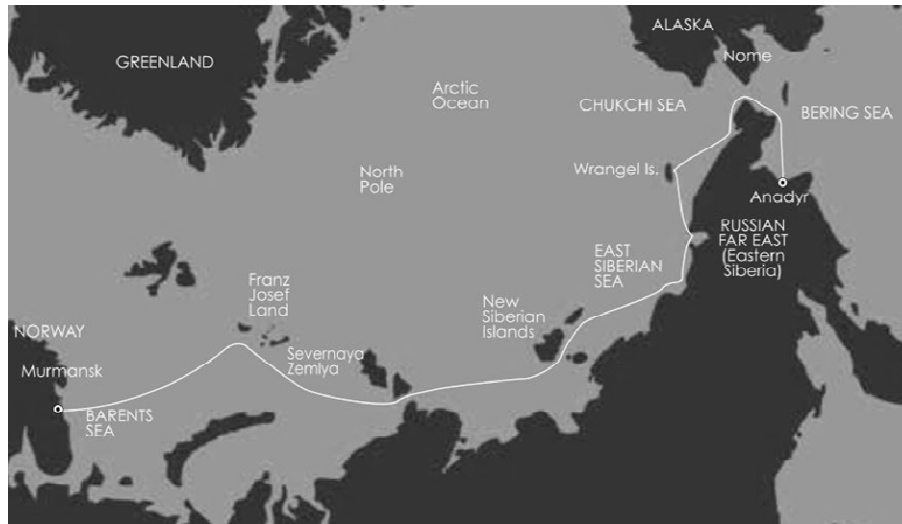 ALASKA
GREENLAND
Nome
Arctic
Ocean
CHUKCHI SEA
BERING SEA
North
Pole
Wrangel Is.
Anadyr
RUSSIAN
FAR EAST
(Eastern
Siberia)
EAST
SIBERIAN
SEA
Franz
Josef
Land
New
Siberian
Islands
NORWAY
Severnaya
Zemlya
Murmansk
BARENTS
SEA